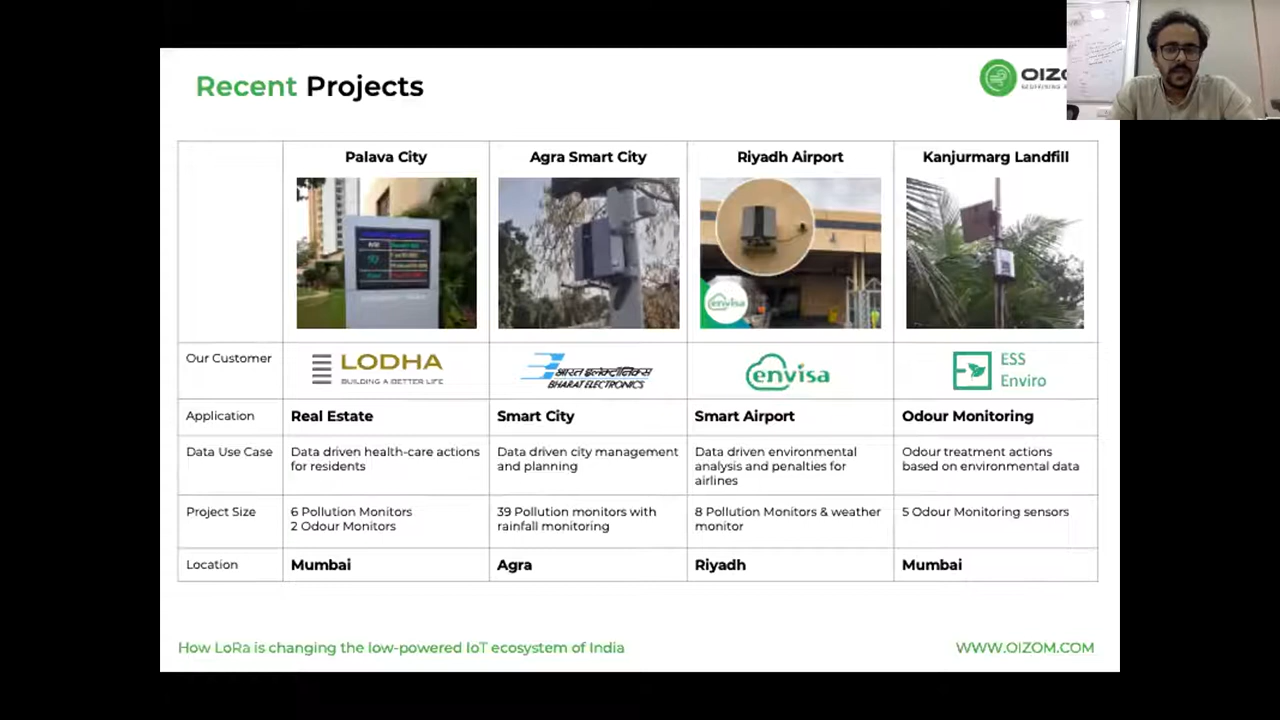 Recent Projects
OIZO
Palava City
Agra Smart City
Riyadh Airport
Kanjurmarg Landfill
envisa
Our Customer
LODHA
BUILDING A BETTER LIFE
भारत इलेक्ट्रॉनिक्स
BHARAT ELECTRONICS
envisa
ESS
Enviro
Application
Real Estate
Smart City
Smart Airport
Odour Monitoring
Data Use Case
Data driven health-care actions
for residents
Data driven city management
and planning
Data driven environmental
analysis and penalties for
airlines
Odour treatment actions
based on environmental data
Project Size
6 Pollution Monitors
2 Odour Monitors
39 Pollution monitors with
rainfall monitoring
8 Pollution Monitors & weather
monitor
5 Odour Monitoring sensors
Location
Mumbai
Agra
Riyadh
Mumbai
How LoRa is changing the low-powered IoT ecosystem of India
WWW.OIZOM.COM